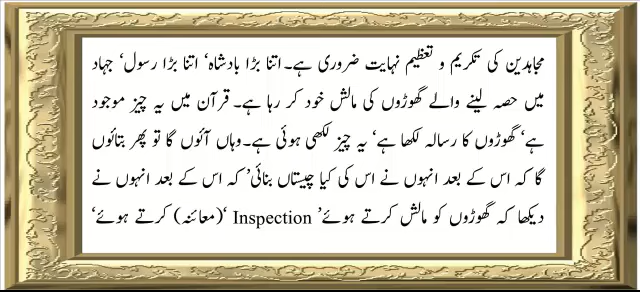 مجاہدین کی تکریم و تعظیم نہایت ضروری ہے۔ اتنا بڑا بادشاہ‘ اتنا بڑا رسول‘ جہاد
میں حصہ لینے والے گھوڑوں کی مالش خود کر رہا ہے۔ قرآن میں یہ چیز موجود
ہے‘ گھوڑوں کا رسالہ لکھا ہے‘ یہ چیز لکھی ہوئی ہے۔وہاں آئوں گا تو پھر بتائوں
گا کہ اس کے بعد انہوں نے اس کی کیا چیستاں بنائی’ کہ اس کے بعد انہوں نے
دیکھا کہ گھوڑوں کو مالش کرتے ہوئے’ Inspection ‘(معائنہ) کرتے ہوئے‘